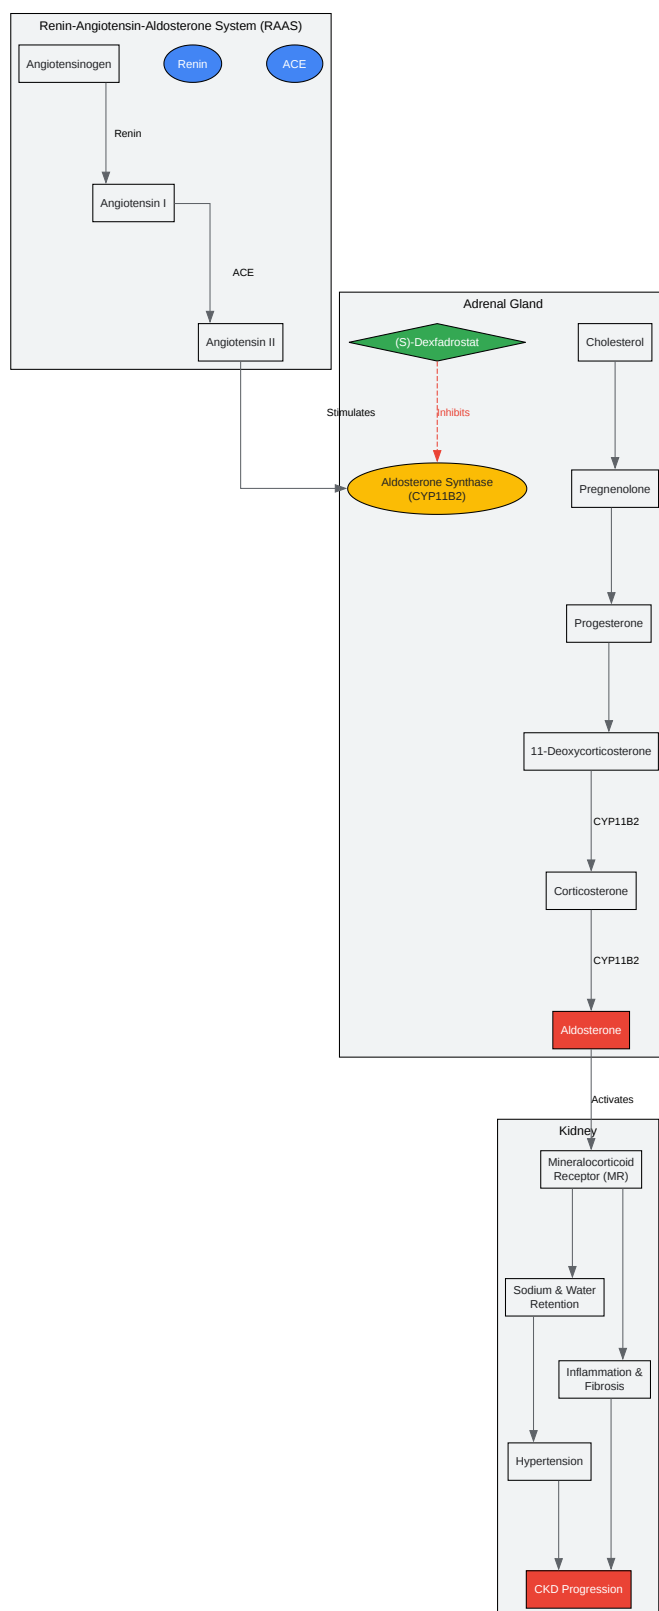 Renin-Angiotensin-Aldosterone System (RAAS)
Angiotensinogen
Renin
ACE
Renin
Angiotensin I
ACE
Angiotensin II
Adrenal Gland
(S)-Dexfadrostat
Cholesterol
Stimulates
Inhibits
Aldosterone Synthase
(CYP11B2)
Pregnenolone
Progesterone
11-Deoxycorticosterone
CYP11B2
Corticosterone
CYP11B2
Aldosterone
Activates
Kidney
Mineralocorticoid
Receptor (MR)
Sodium & Water
Retention
Inflammation &
Fibrosis
Hypertension
CKD Progression